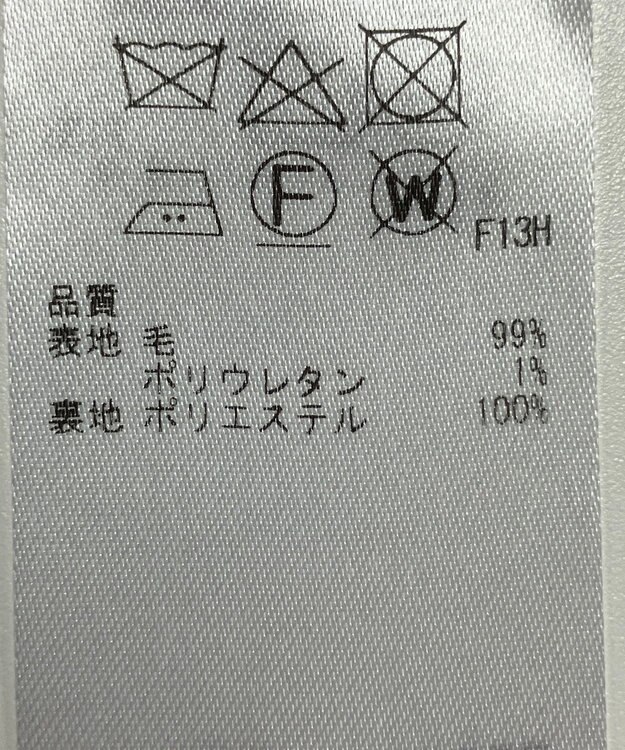 F W F13H
品質
表地 毛 99%
ポリウレタン 1%
裏地 ポリエステル 100%